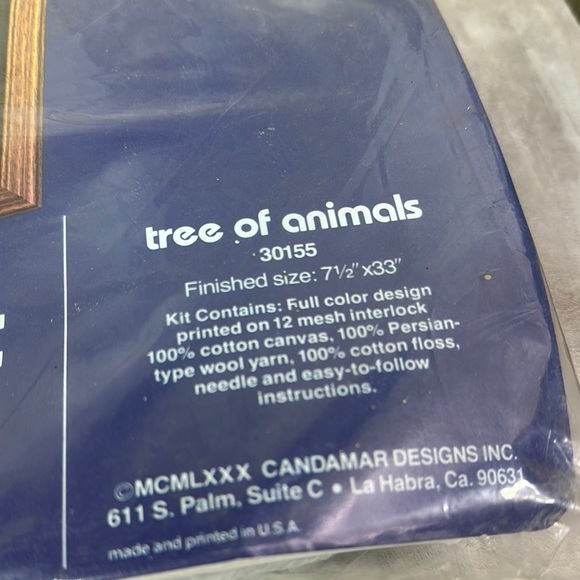 tree of animals
30155
Finished size: 7½" x33"
Kit Contains: Full color design
printed on 12 mesh interlock
100% cotton canvas, 100% Persian-
type wool yarn, 100% cotton floss,
needle and easy-to-follow
instructions.
©MCMLXXX CANDAMAR DESIGNS INC.
611 S. Palm, Suite C • La Habra, Ca. 90631
made and printed in U.S.A.